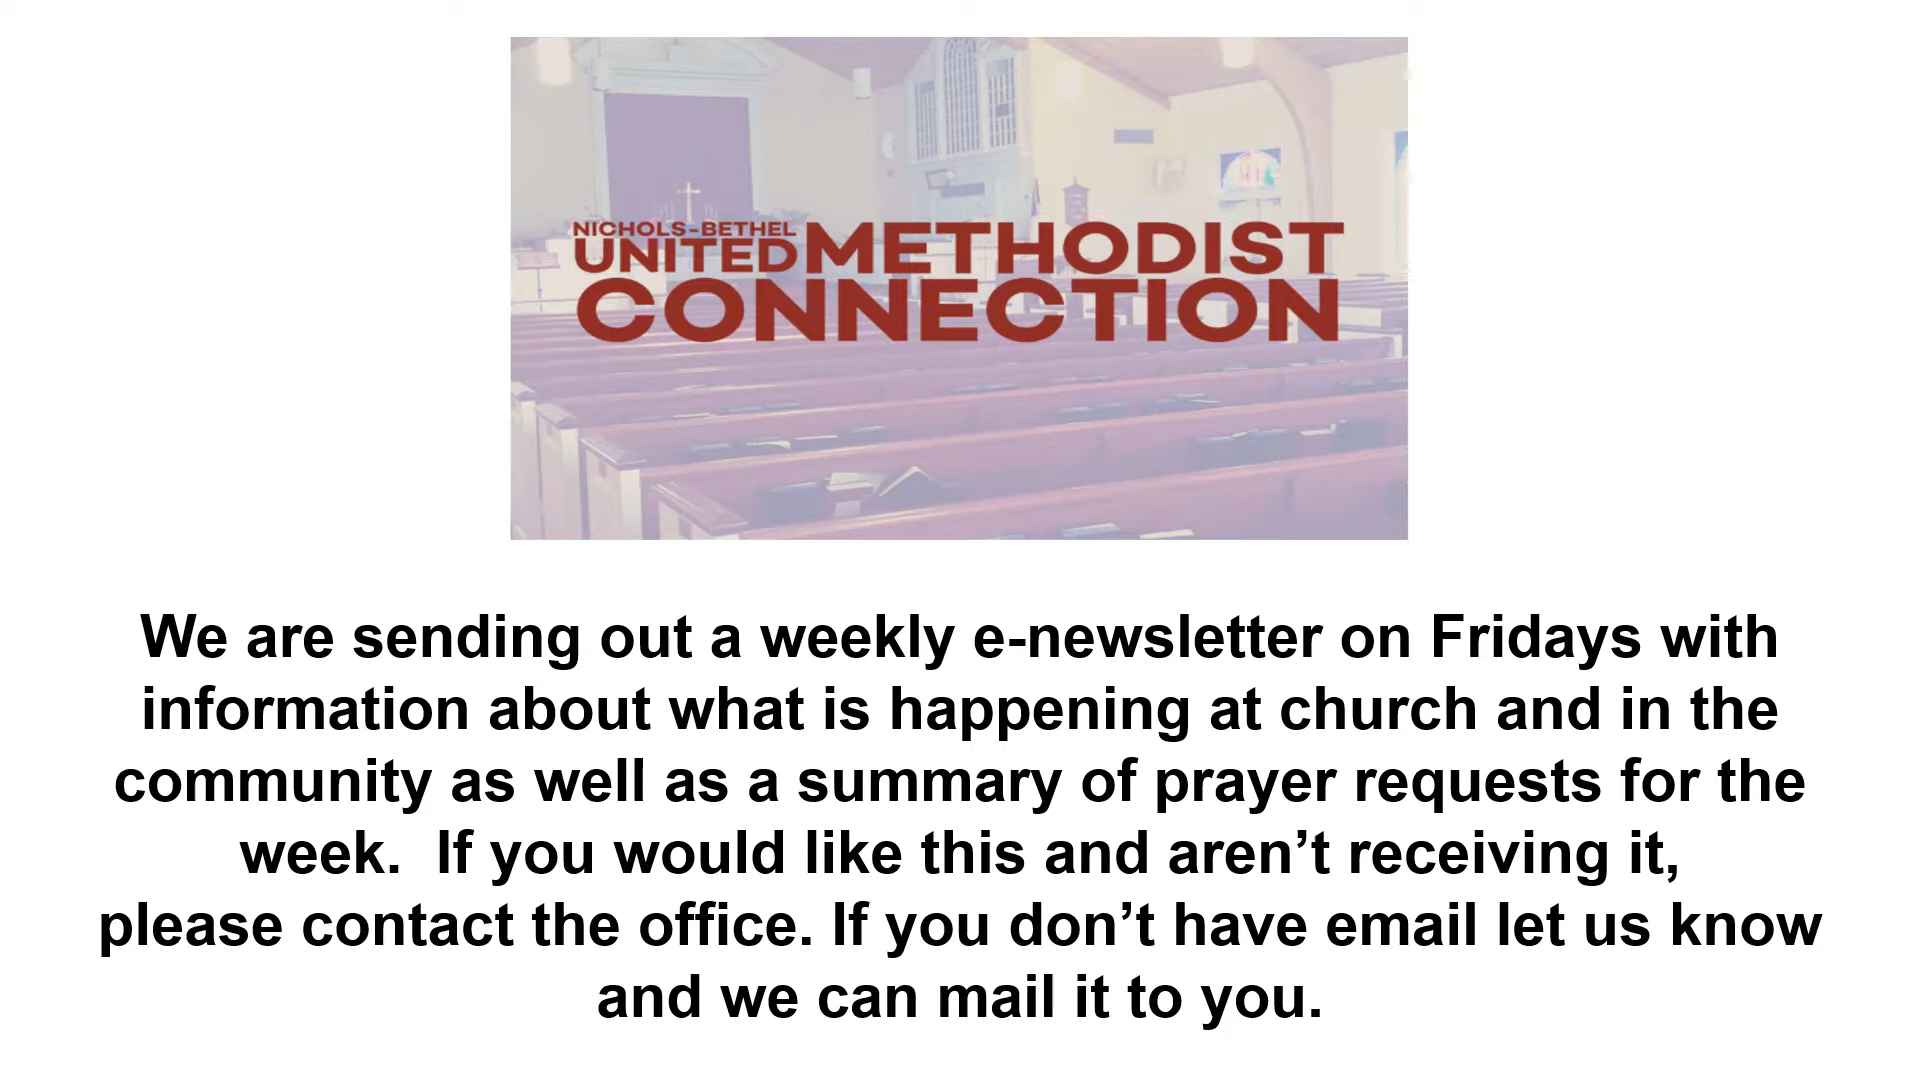 NICHOLS-BETHEL
UNITED METHODIST
CONNECTION
We are sending out a weekly e-newsletter on Fridays with
information about what is happening at church and in the
community as well as a summary of prayer requests for the
week.  If you would like this and aren’t receiving it,
please contact the office. If you don’t have email let us know
and we can mail it to you.